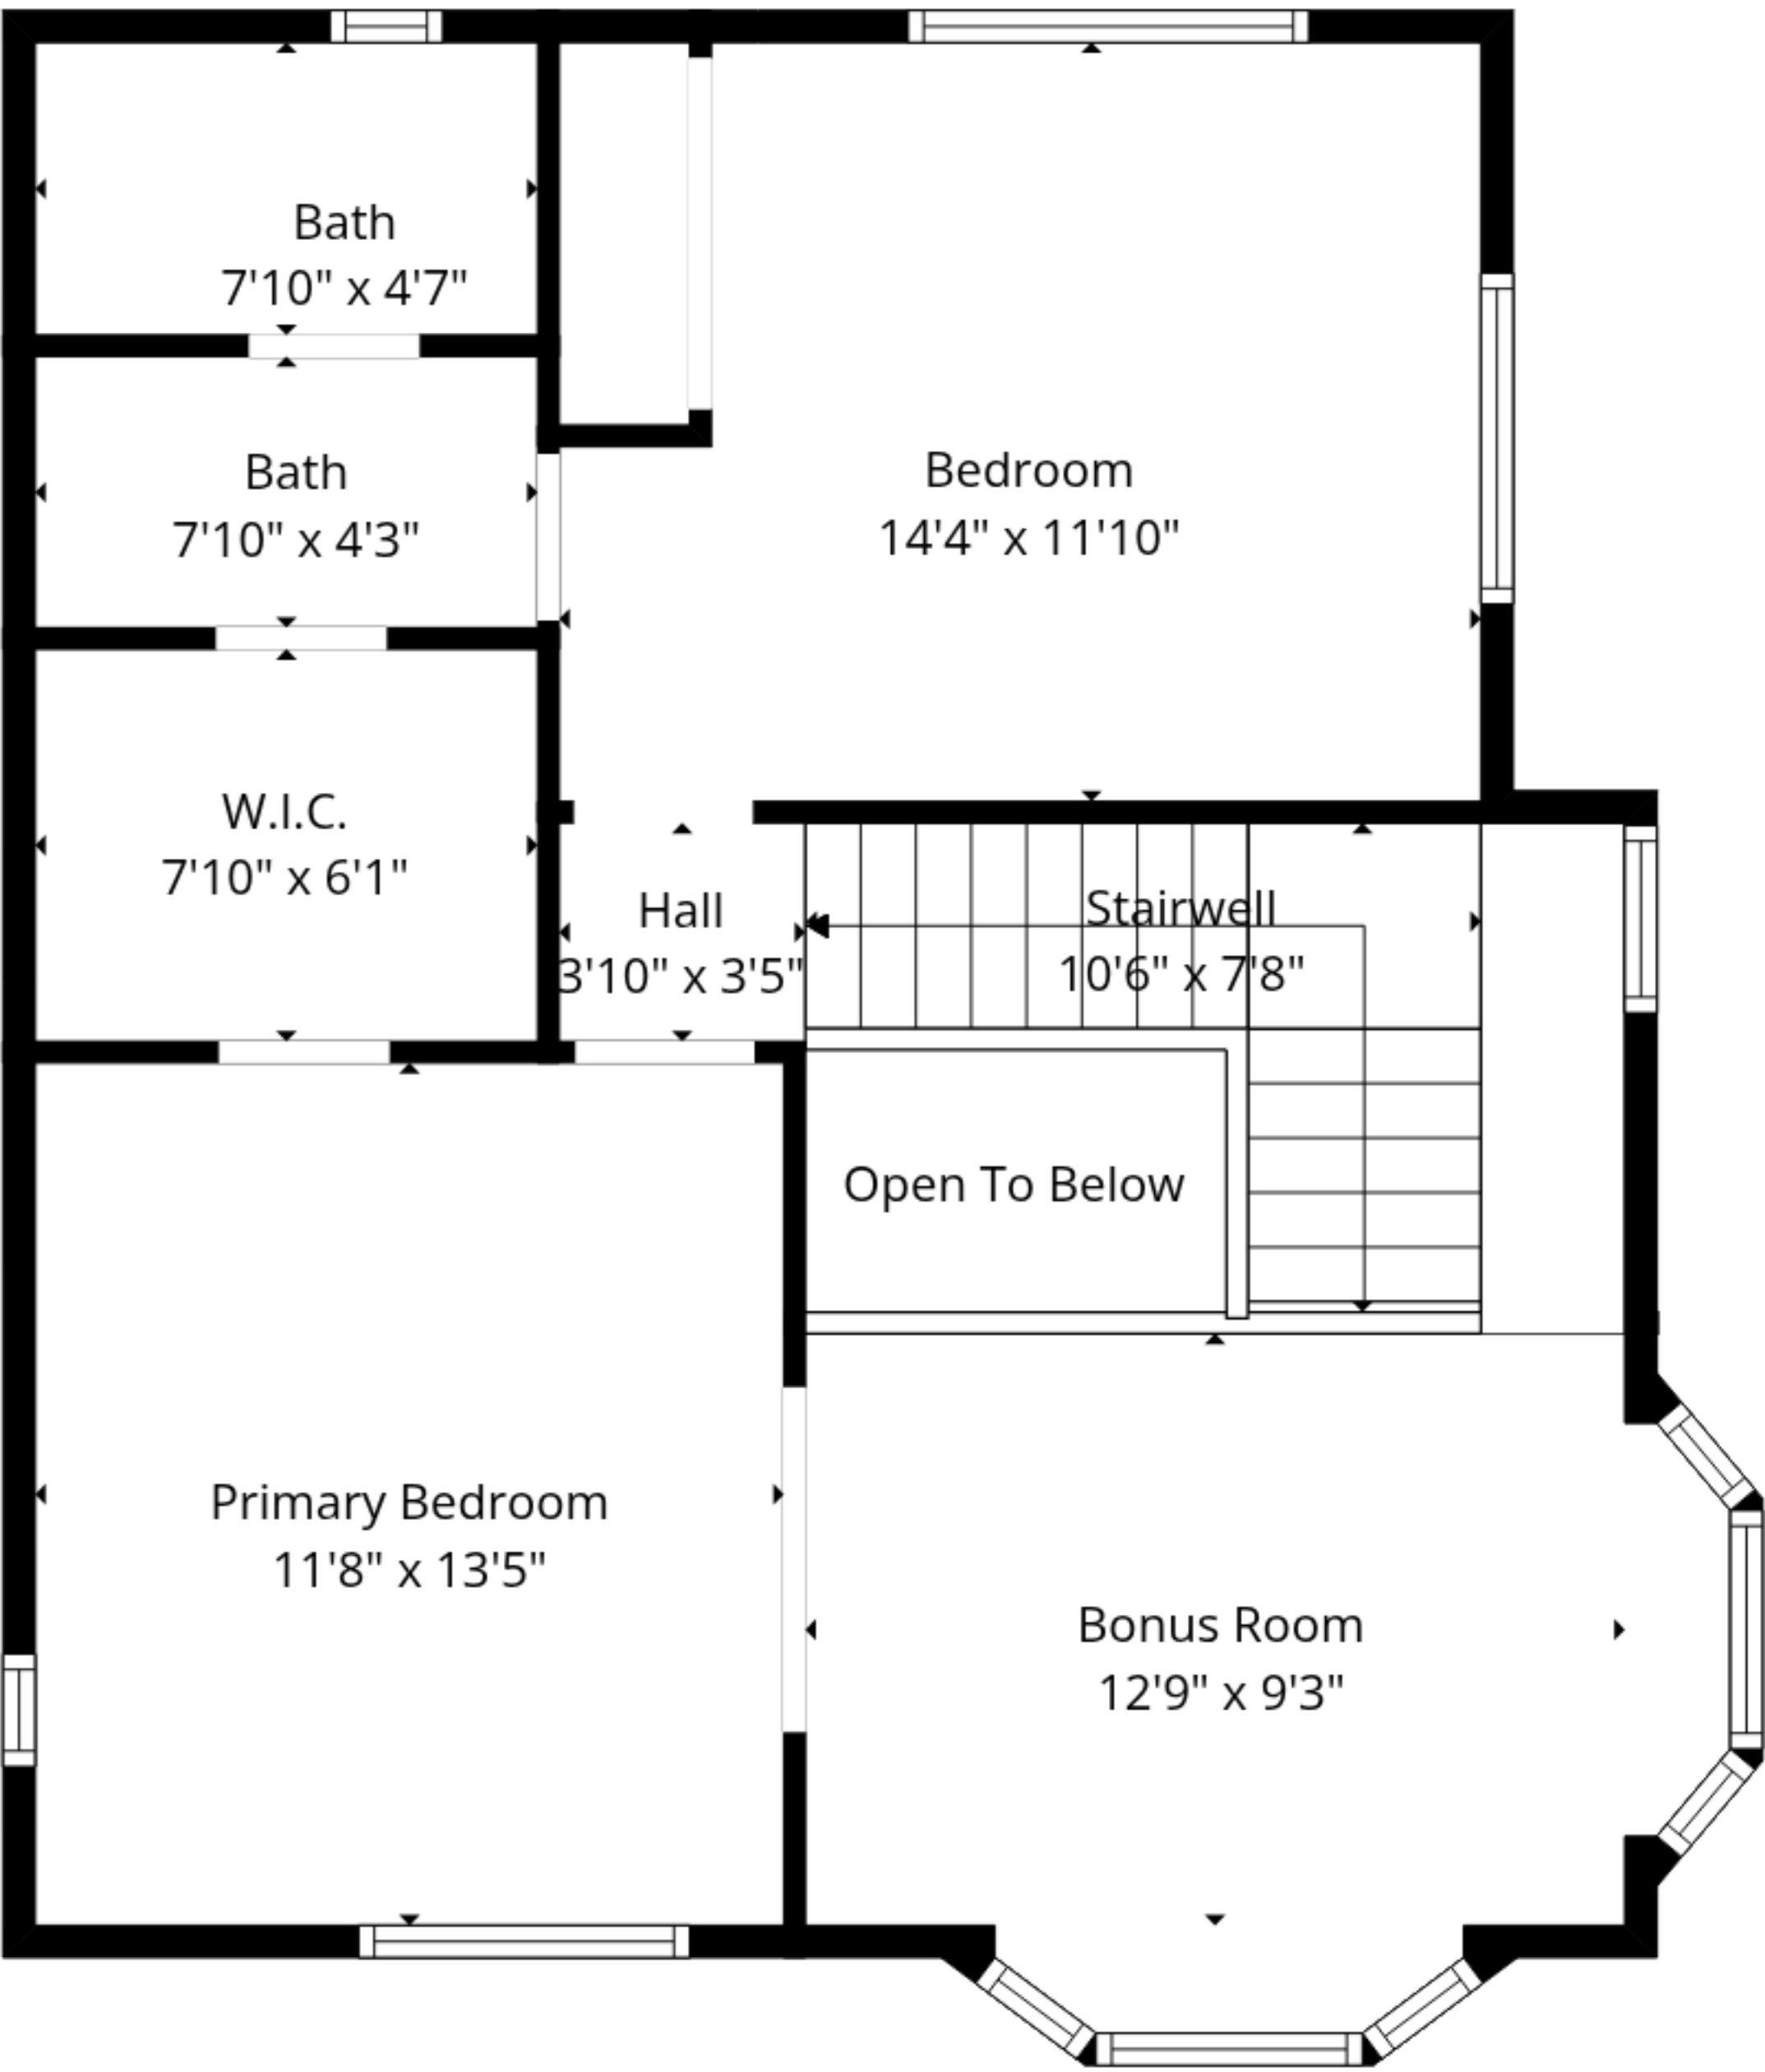 Bath
7'10" x 4'7"
Bath
7'10" x 4'3"
Bedroom
14'4" x 11'10"
W.I.C.
7'10" x 6'1"
Hall
3'10" x 3'5"
Stairwell
10'6" x 7'8"
Open To Below
Primary Bedroom
11'8" x 13'5"
Bonus Room
12'9" x 9'3"